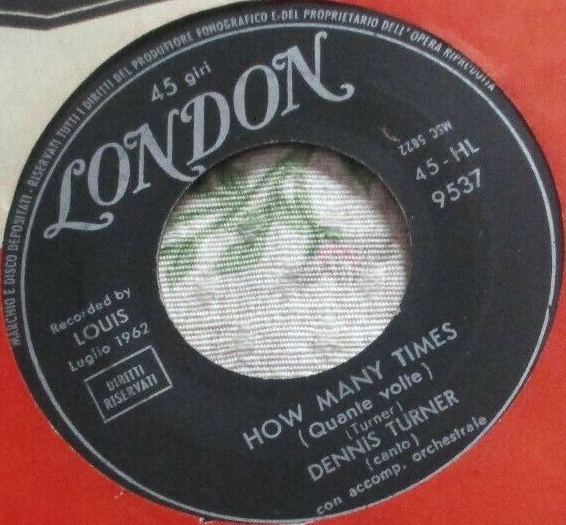 MARCHIO E DISCO DEPOSITATI - RISERVATI TUTTI I DIRITTI DEL PRODUTTORE FONOGRAFICO E DEL PROPRIETARIO DELL'OPERA RIPRODOTTA
45 giri
LONDON
MSC 5822
45-HL
9537
Recorded by
LOUIS
Luglio 1962
DIRITTI
RISERVATI
HOW MANY TIMES
(Quante volte)
(Turner)
DENNIS TURNER
(canto)
con accomp. orchestrale